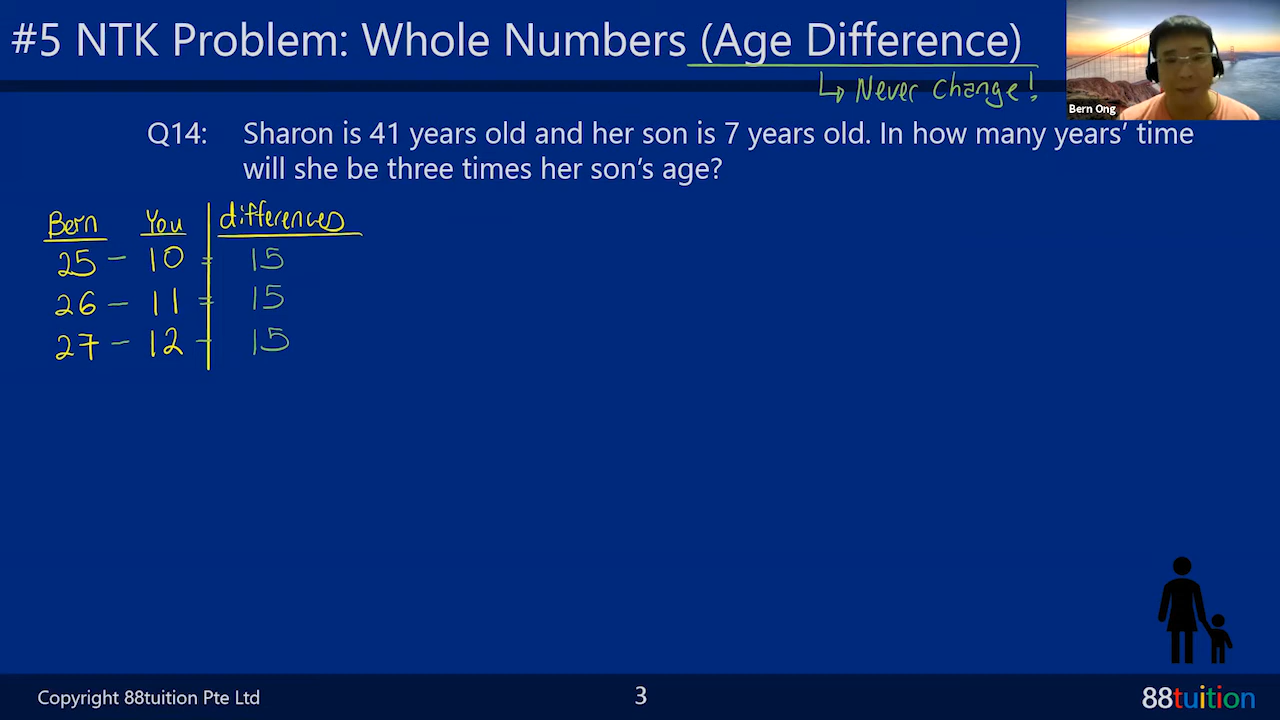 #5 NTK Problem: Whole Numbers (Age Difference)
↳ Never Change!
Bern Ong
Q14: Sharon is 41 years old and her son is 7 years old. In how many years' time
will she be three times her son's age?
Bern You differences
25 - 10 = 15
26 - 11 = 15
27 - 12 - 15
Copyright 88tuition Pte Ltd
3
88tuition